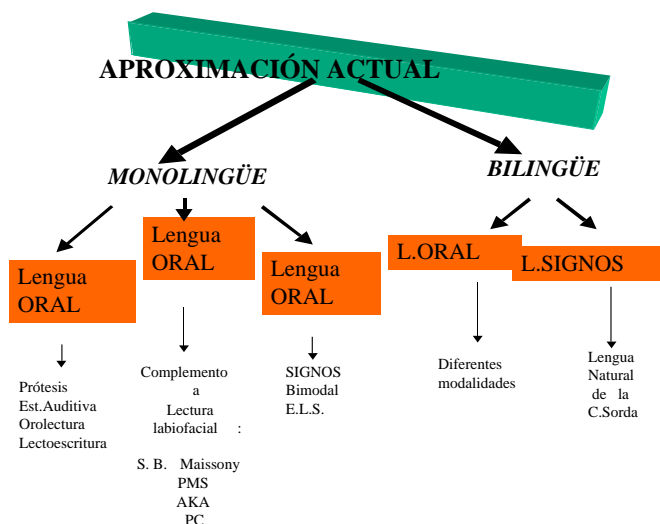 APROXIMACIÓN ACTUAL
MONOLINGÜE
BILINGÜE
Lengua
ORAL
Lengua
ORAL
Lengua
ORAL
L.ORAL
L.SIGNOS
Prótesis
Est.Auditiva
Orolectura
Lectoescritura
Complemento
a
Lectura
labiofacial :
S. B. Maissony
PMS
AKA
PC
SIGNOS
Bimodal
E.L.S.
Diferentes
modalidades
Lengua
Natural
de la
C.Sorda